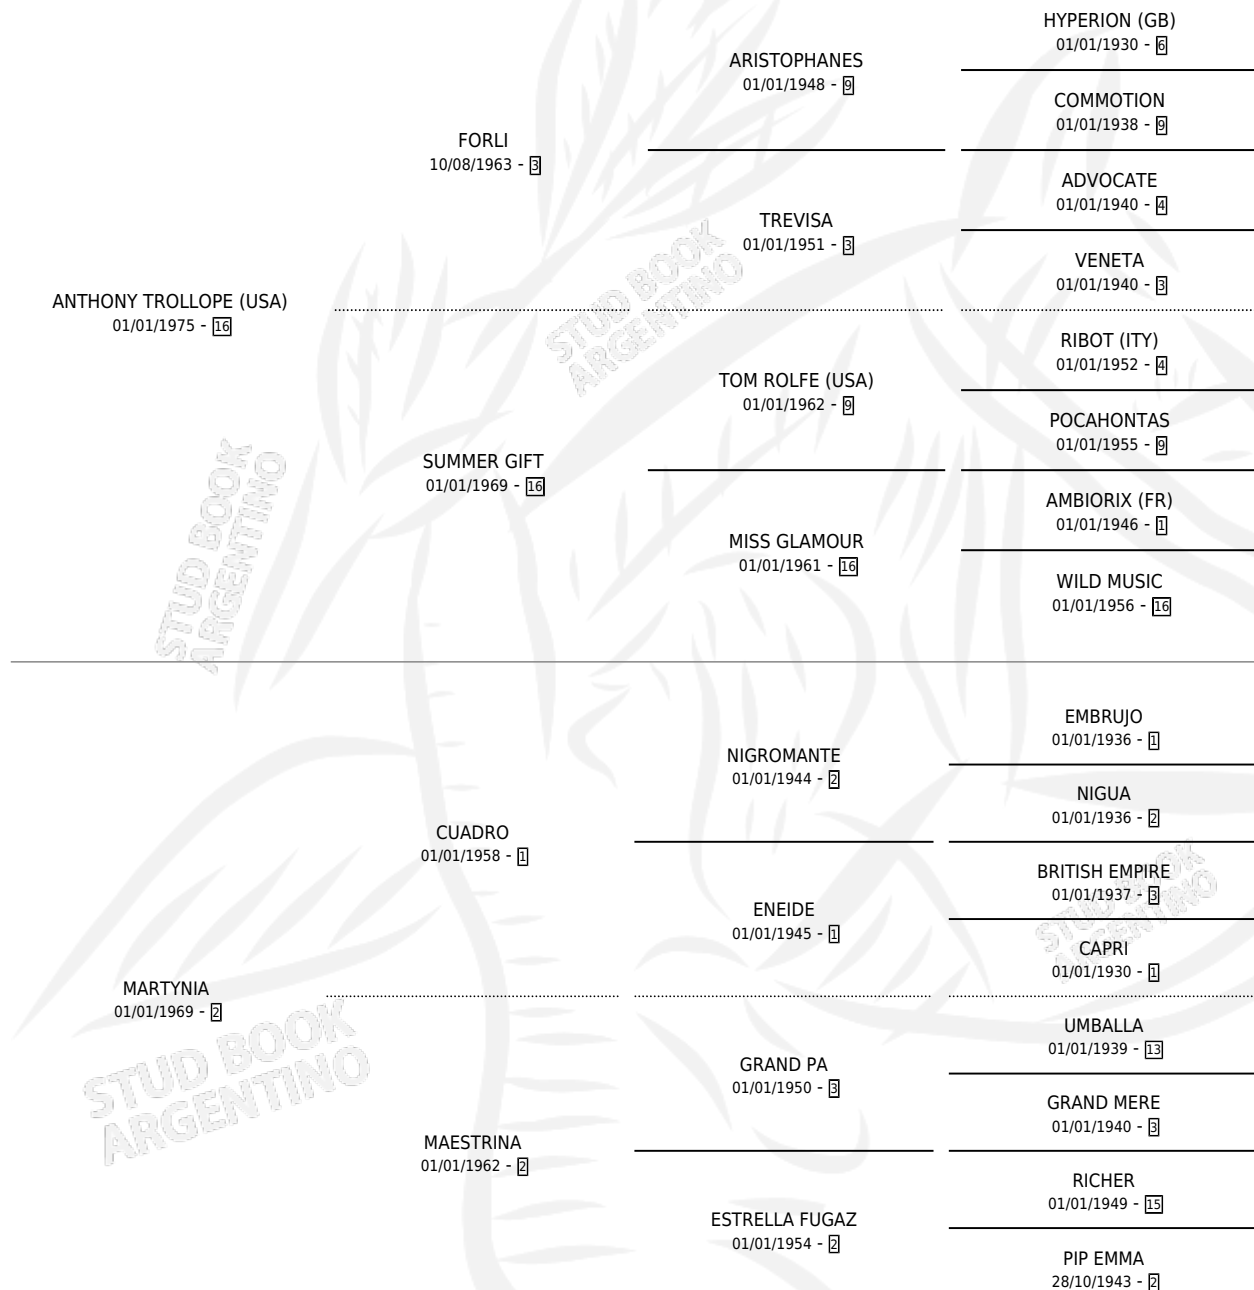 HYPERION (GB)
01/01/1930 - 6
ARISTOPHANES
01/01/1948 - 9
COMMOTION
01/01/1938 - 9
FORLI
10/08/1963 - 3
ADVOCATE
01/01/1940 - 4
TREVISA
01/01/1951 - 3
VENETA
01/01/1940 - 3
ANTHONY TROLLOPE (USA)
01/01/1975 - 16
RIBOT (ITY)
01/01/1952 - 4
TOM ROLFE (USA)
01/01/1962 - 9
POCAHONTAS
01/01/1955 - 9
SUMMER GIFT
01/01/1969 - 16
AMBIORIX (FR)
01/01/1946 - 1
MISS GLAMOUR
01/01/1961 - 16
WILD MUSIC
01/01/1956 - 16
EMBRUJO
01/01/1936 - 1
NIGROMANTE
01/01/1944 - 2
NIGUA
01/01/1936 - 2
CUADRO
01/01/1958 - 1
BRITISH EMPIRE
01/01/1937 - 3
ENEIDE
01/01/1945 - 1
CAPRI
01/01/1930 - 1
MARTYNIA
01/01/1969 - 2
UMBALLA
01/01/1939 - 13
GRAND PA
01/01/1950 - 3
GRAND MERE
01/01/1940 - 3
MAESTRINA
01/01/1962 - 2
RICHER
01/01/1949 - 15
ESTRELLA FUGAZ
01/01/1954 - 2
PIP EMMA
28/10/1943 - 2
STUD BOOK
ARGENTINO
STUD BOOK
ARGENTINO
STUD BOOK
ARGENTINO
STUD BOOK
ARGENTINO